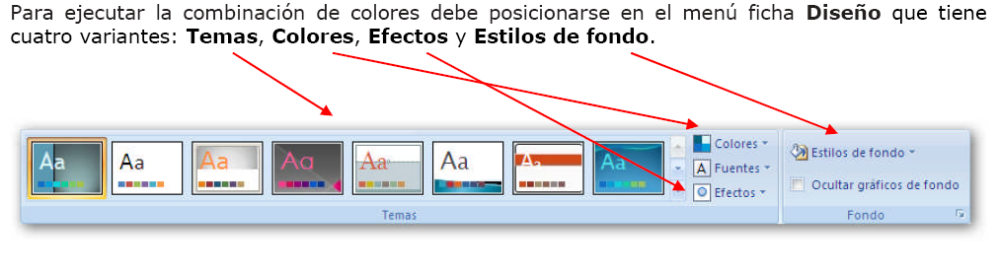 Para ejecutar la combinación de colores debe posicionarse en el menú ficha Diseño que tiene
cuatro variantes: Temas, Colores, Efectos y Estilos de fondo.
Aa Aa Aa Aa Aa Aa Aa Aa
Colores
Fuentes
Efectos
Temas
Estilos de fondo
Ocultar gráficos de fondo
Fondo